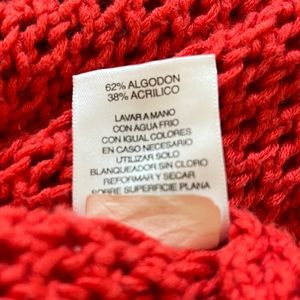 62% ALGODON
38% ACRILICO
LAVAR A MANO
CON AGUA FRIO
CON IGUAL COLORES
EN CASO NECESARIO
UTILIZAR SOLO
BLANQUEADOR SIN CLORO
REFORMAR Y SECAR
SOBRE SUPERFICIE PLANA